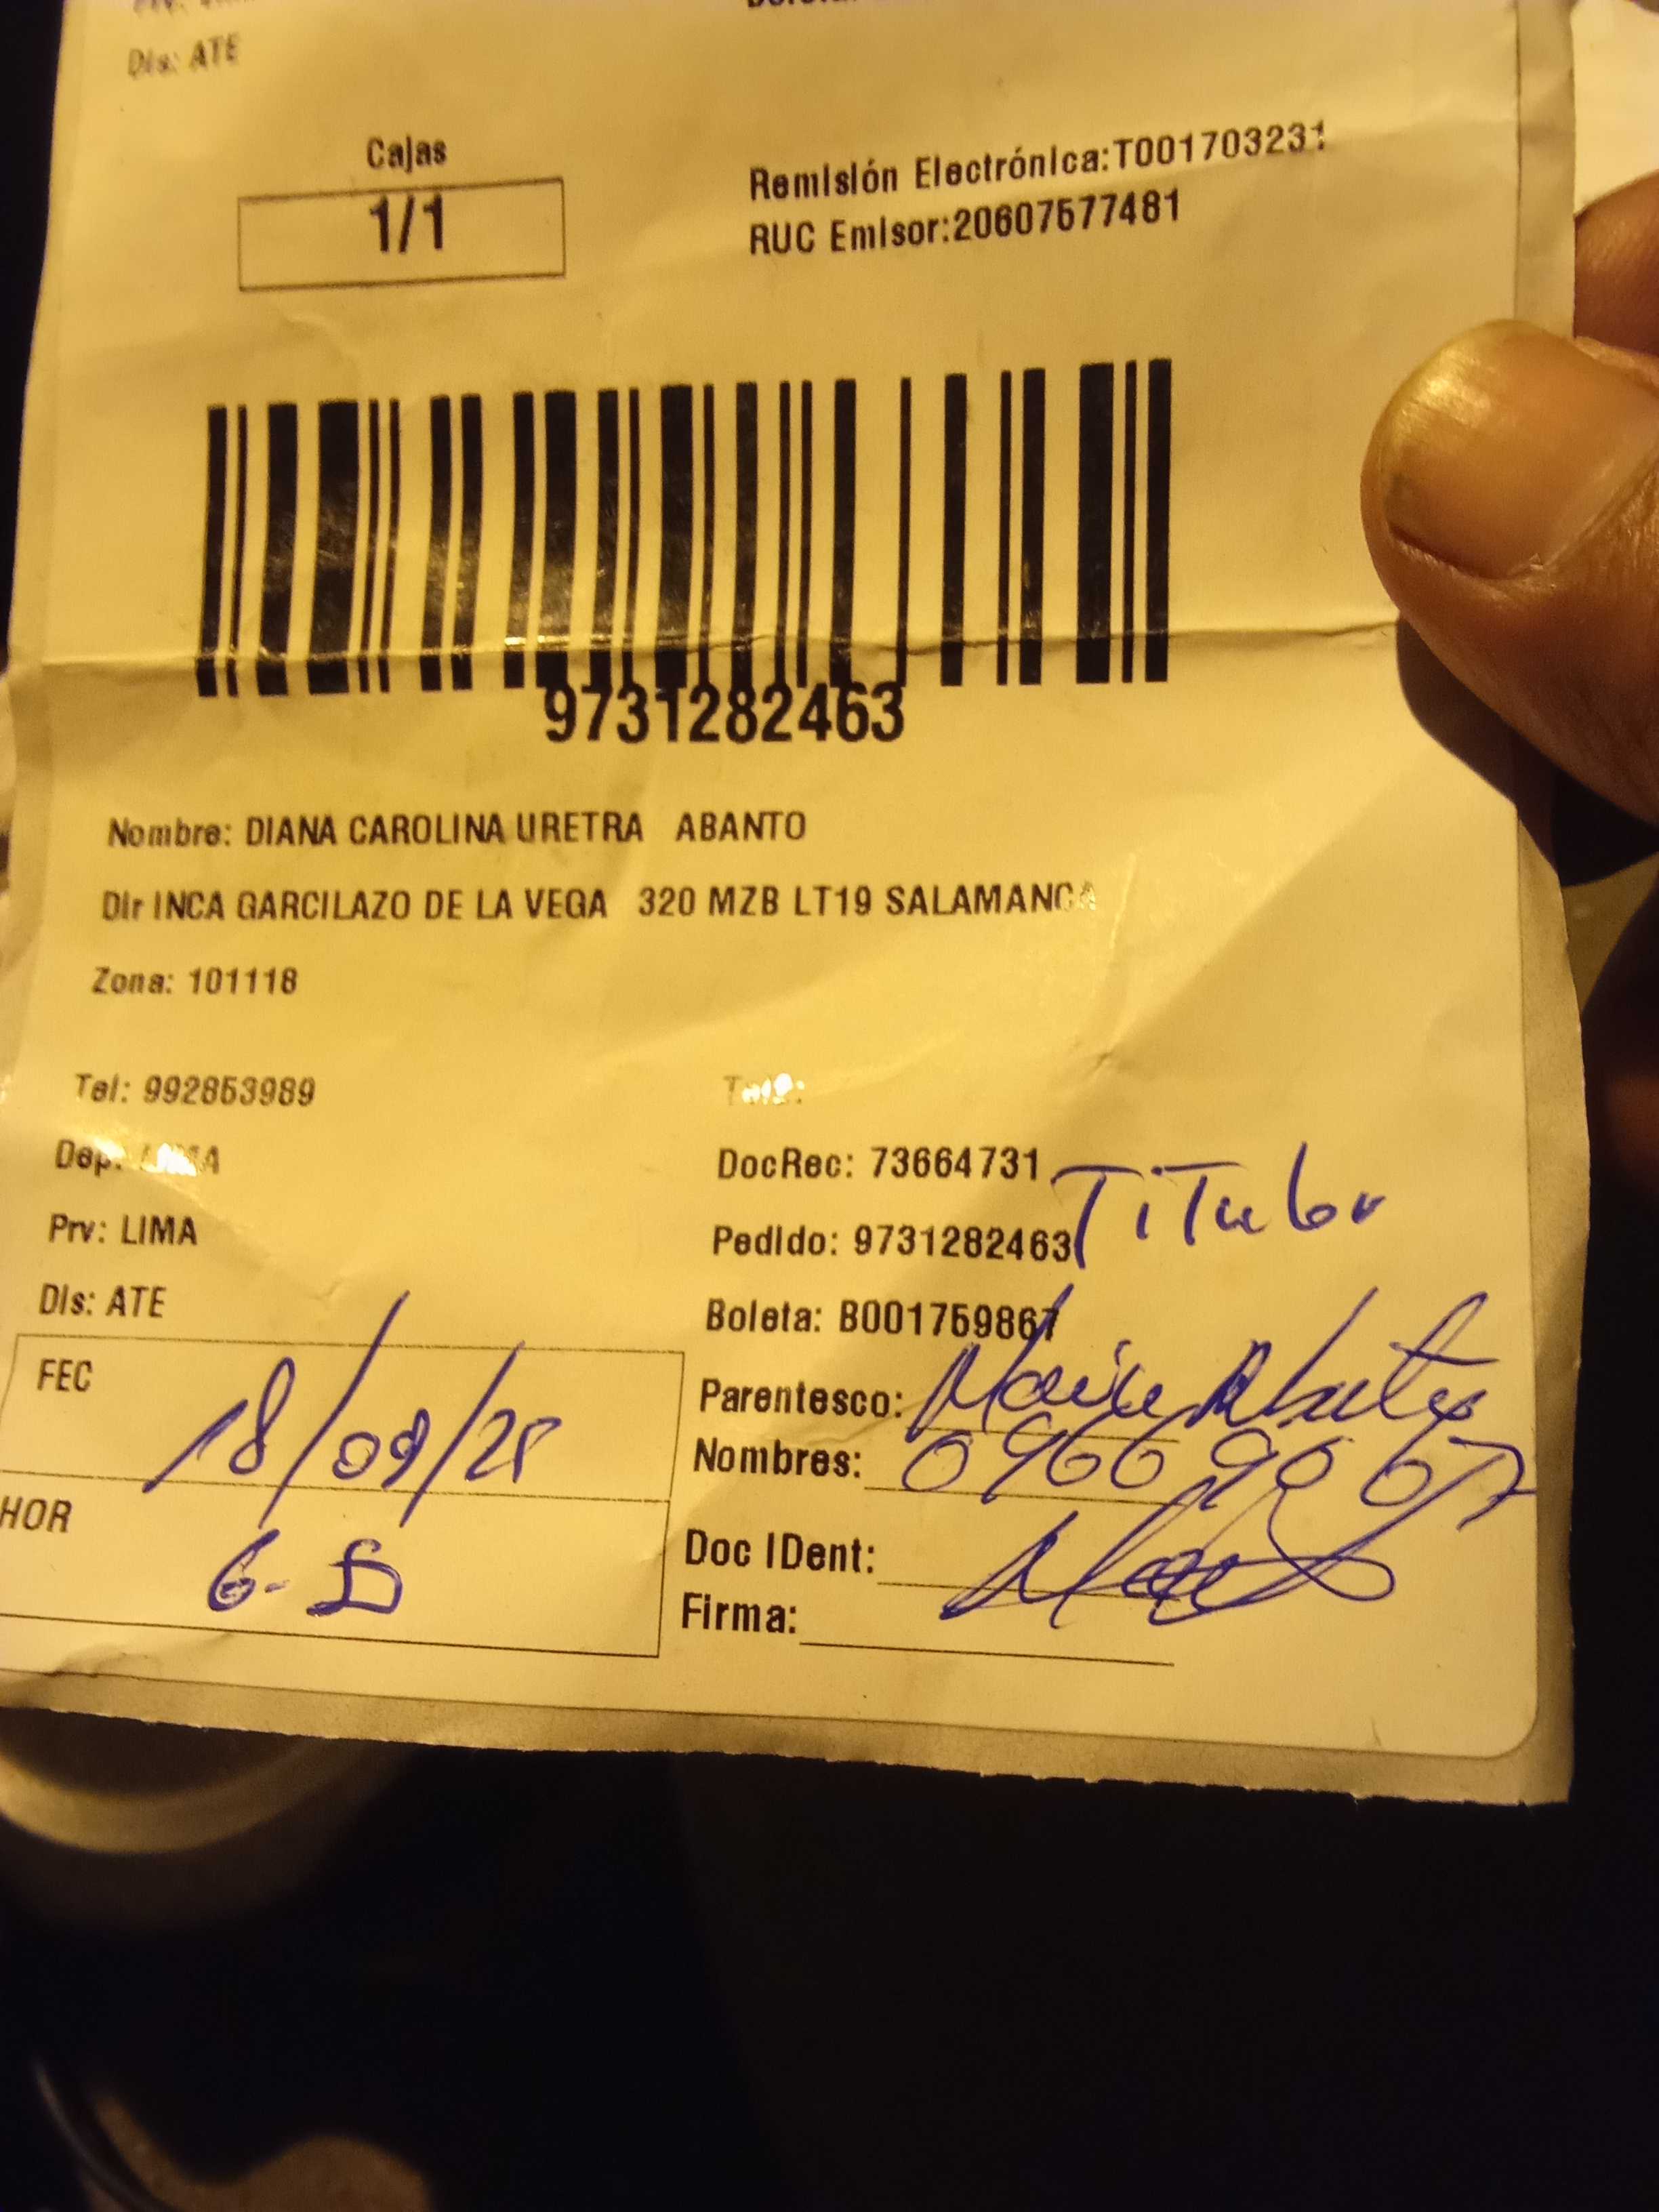 Dis: ATE
Cajas
1/1
Remisión Electrónica:T001703231
RUC Emisor:20607577481
9731282463
Nombre: DIANA CAROLINA URETRA ABANTO
Dir INCA GARCILAZO DE LA VEGA 320 MZB LT19 SALAMANCA
Zona: 101118
Tel: 992853989
Tel2:
Dep: LIMA
DocRec: 73664731
Titular
Prv: LIMA
Pedido: 9731282463
Dis: ATE
Boleta: B001759867
FEC
18/09/25
Parentesco:
Nombres:
HOR
Doc IDent:
Firma: